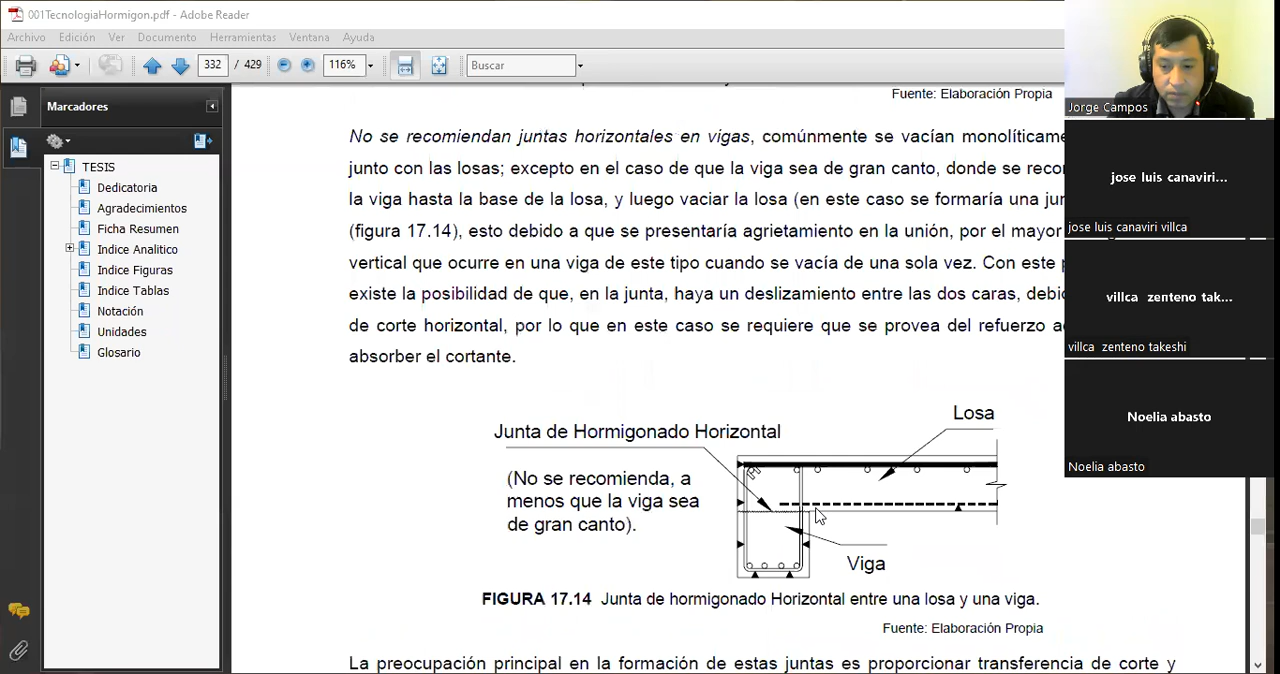 001TecnologiaHormigon.pdf - Adobe Reader
Archivo Edición Ver Documento Herramientas Ventana Ayuda
332 / 429 116% Buscar
Marcadores
TESIS
Dedicatoria
Agradecimientos
Ficha Resumen
Indice Analitico
Indice Figuras
Indice Tablas
Notación
Unidades
Glosario
Fuente: Elaboración Propia
No se recomiendan juntas horizontales en vigas, comúnmente se vacían monolíticame
junto con las losas; excepto en el caso de que la viga sea de gran canto, donde se recor
la viga hasta la base de la losa, y luego vaciar la losa (en este caso se formaría una jun
(figura 17.14), esto debido a que se presentaría agrietamiento en la unión, por el mayor
vertical que ocurre en una viga de este tipo cuando se vacía de una sola vez. Con este p
existe la posibilidad de que, en la junta, haya un deslizamiento entre las dos caras, debid
de corte horizontal, por lo que en este caso se requiere que se provea del refuerzo a
absorber el cortante.
Losa
Junta de Hormigonado Horizontal
(No se recomienda, a
menos que la viga sea
de gran canto).
Viga
FIGURA 17.14 Junta de hormigonado Horizontal entre una losa y una viga.
Fuente: Elaboración Propia
La preocupación principal en la formación de estas juntas es proporcionar transferencia de corte y
Jorge Campos
jose luis canaviri...
jose luis canaviri villca
villca zenteno tak...
villca zenteno takeshi
Noelia abasto
Noelia abasto